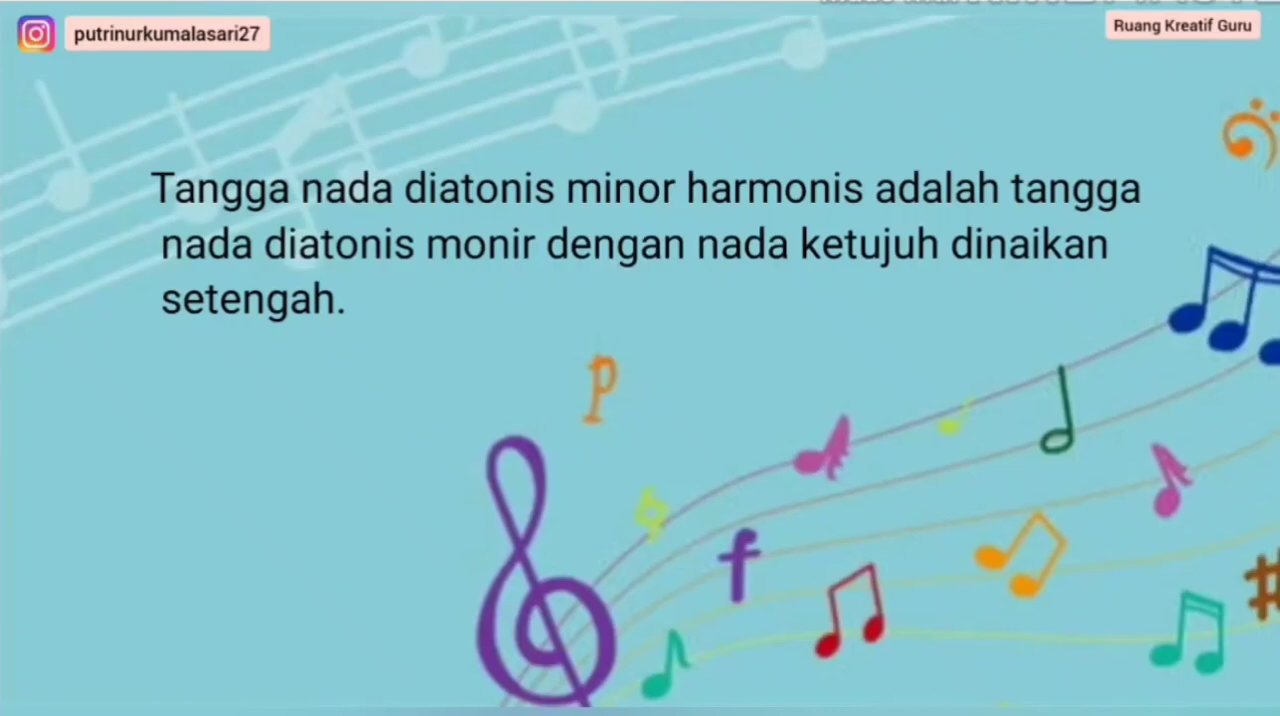 putrinurkumalasari27
Ruang Kreatif Guru
Tangga nada diatonis minor harmonis adalah tangga
nada diatonis monir dengan nada ketujuh dinaikan
setengah.
p
f